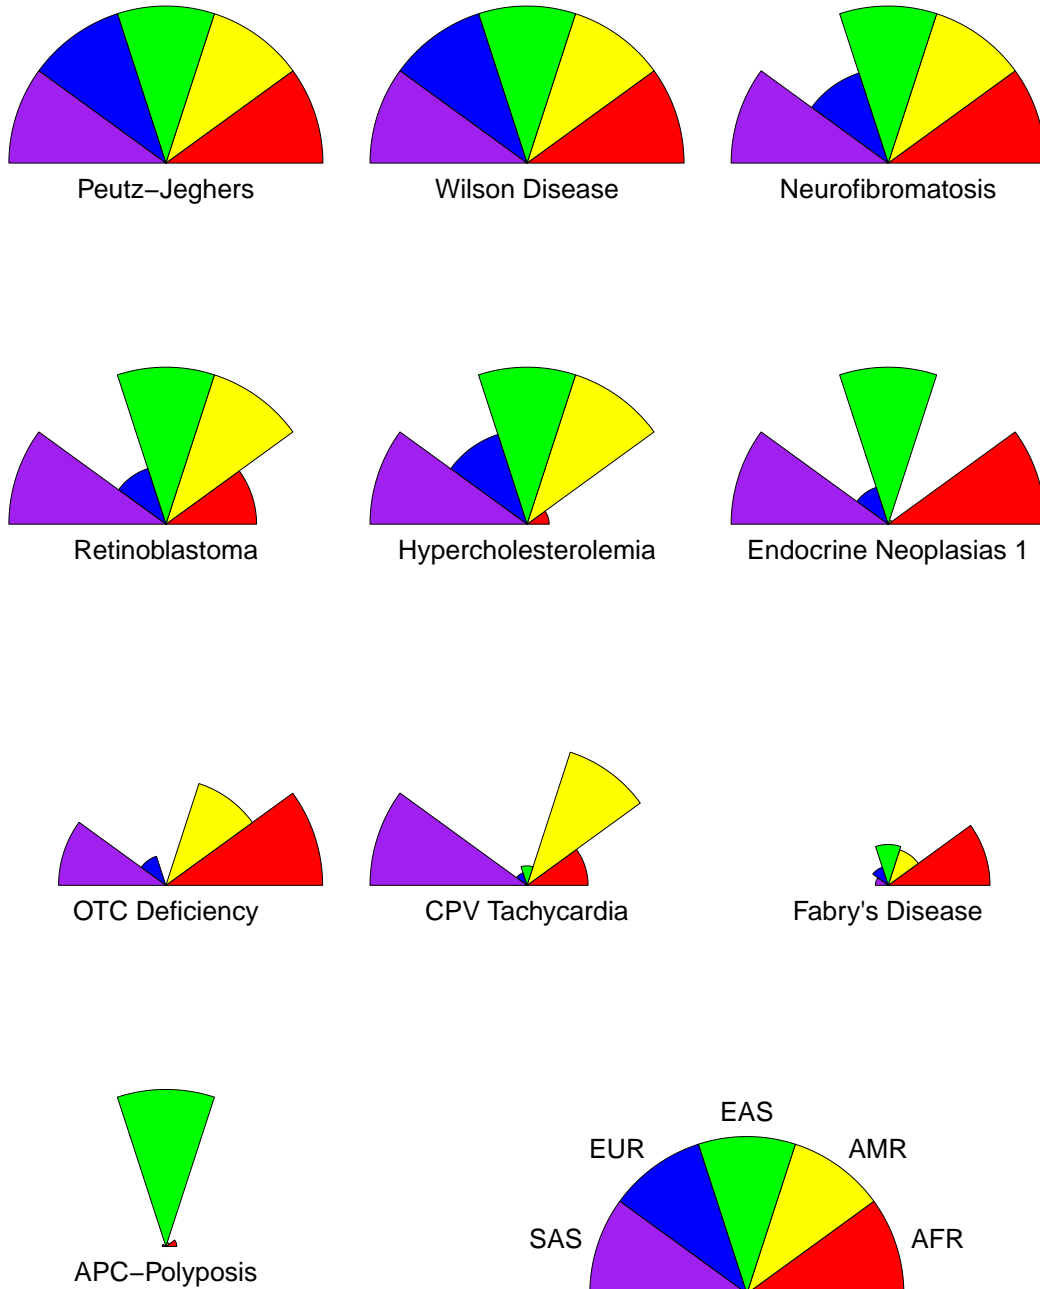 Peutz−Jeghers
Wilson Disease
Neurofibromatosis
Retinoblastoma
Hypercholesterolemia
Endocrine Neoplasias 1
OTC Deficiency
CPV Tachycardia
Fabry's Disease
APC−Polyposis
EAS
EUR
AMR
SAS
AFR